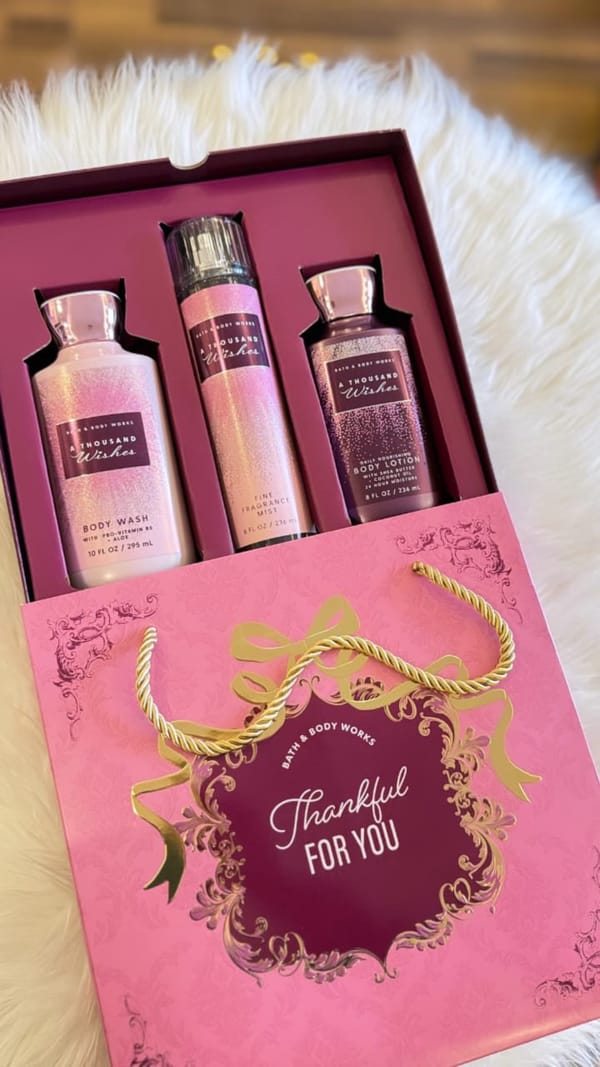 BATH & BODY WORKS
A THOUSAND
Wishes
BODY WASH
WITH PRO-VITAMIN B5
+ ALOE
10 FL OZ / 295 mL
BATH & BODY WORKS
A THOUSAND
Wishes
FINE
FRAGRANCE
MIST
8 FL OZ / 236 mL
BATH & BODY WORKS
A THOUSAND
Wishes
DAILY NOURISHING
BODY LOTION
WITH SHEA BUTTER
+ COCONUT OIL
24 HOUR MOISTURE
8 FL OZ / 236 mL
BATH & BODY WORKS
Thankful
FOR YOU